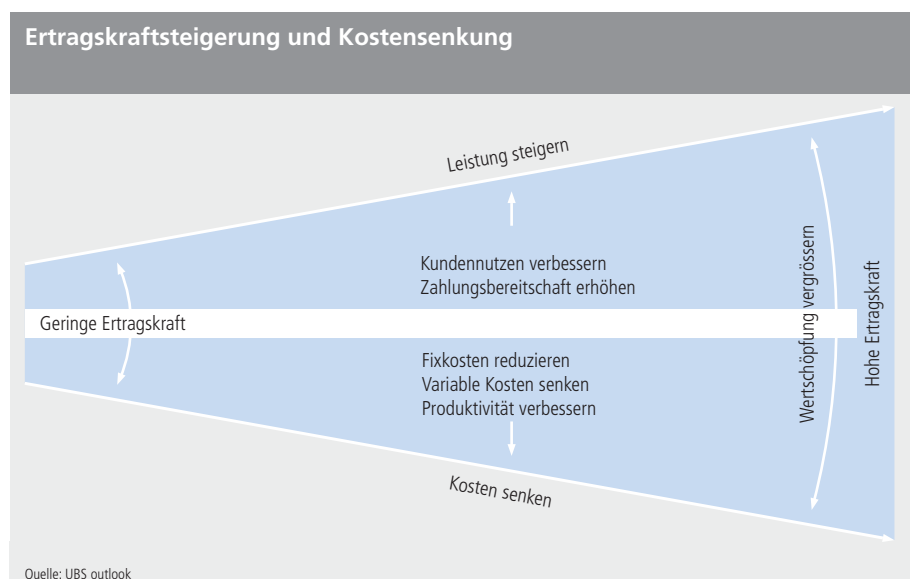 Ertragskraftsteigerung und Kostensenkung
Leistung steigern
Kundennutzen verbessern
Zahlungsbereitschaft erhöhen
Geringe Ertragskraft
Fixkosten reduzieren
Variable Kosten senken
Produktivität verbessern
Kosten senken
Wertschöpfung vergrössern
Hohe Ertragskraft
Quelle: UBS outlook